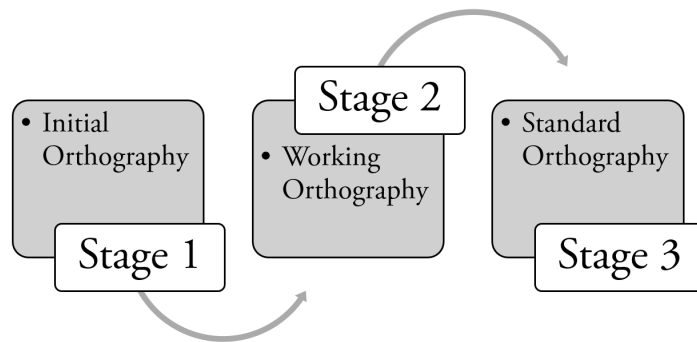 • Initial
Orthography
Stage 1
Stage 2
• Working
Orthography
• Standard
Orthography
Stage 3